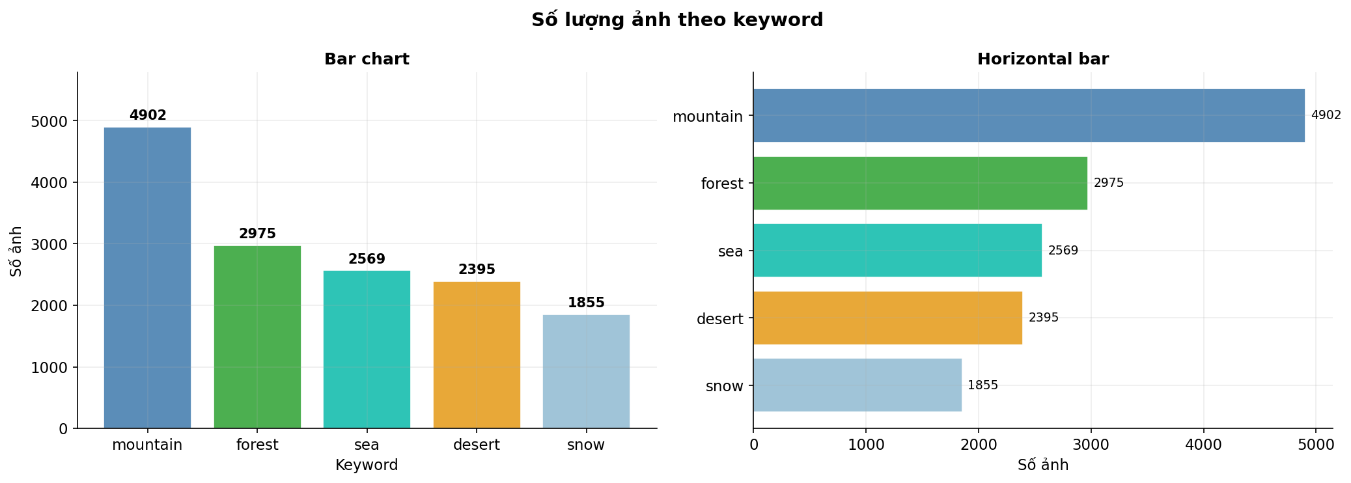 Số lượng ảnh theo keyword
Bar chart
Số ảnh
5000
4000
3000
2000
1000
0
4902
2975
2569
2395
1855
mountain
forest
sea
desert
snow
Keyword
Horizontal bar
mountain
4902
forest
2975
sea
2569
desert
2395
snow
1855
0
1000
2000
3000
4000
5000
Số ảnh